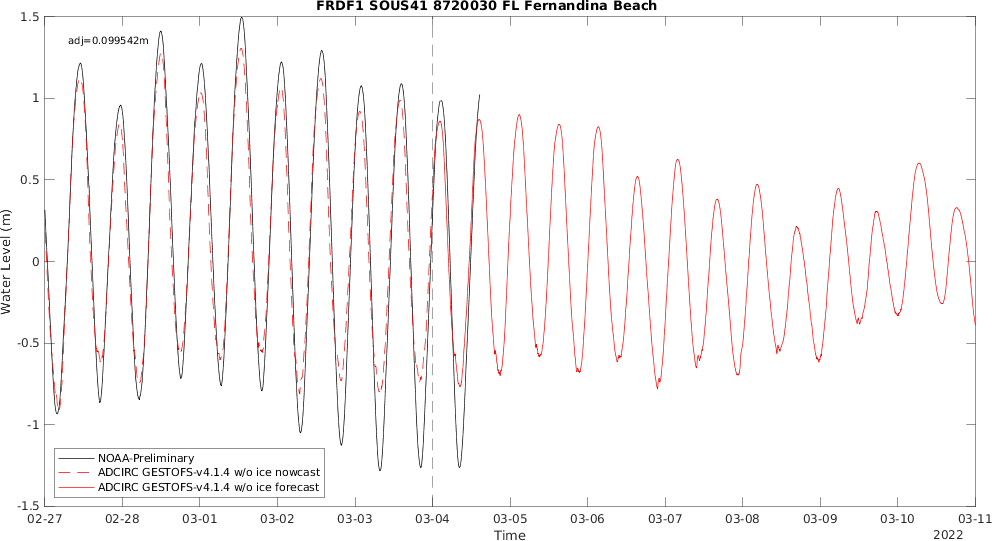 FRDF1 SOUS41 8720030 FL Fernandina Beach
adj=0.099542m
1.5
1
0.5
0
-0.5
-1
-1.5
Water Level (m)
NOAA-Preliminary
ADCIRC GESTOFS-v4.1.4 w/o ice nowcast
ADCIRC GESTOFS-v4.1.4 w/o ice forecast
02-27 02-28 03-01 03-02 03-03 03-04 03-05 03-06 03-07 03-08 03-09 03-10 03-11
Time
2022